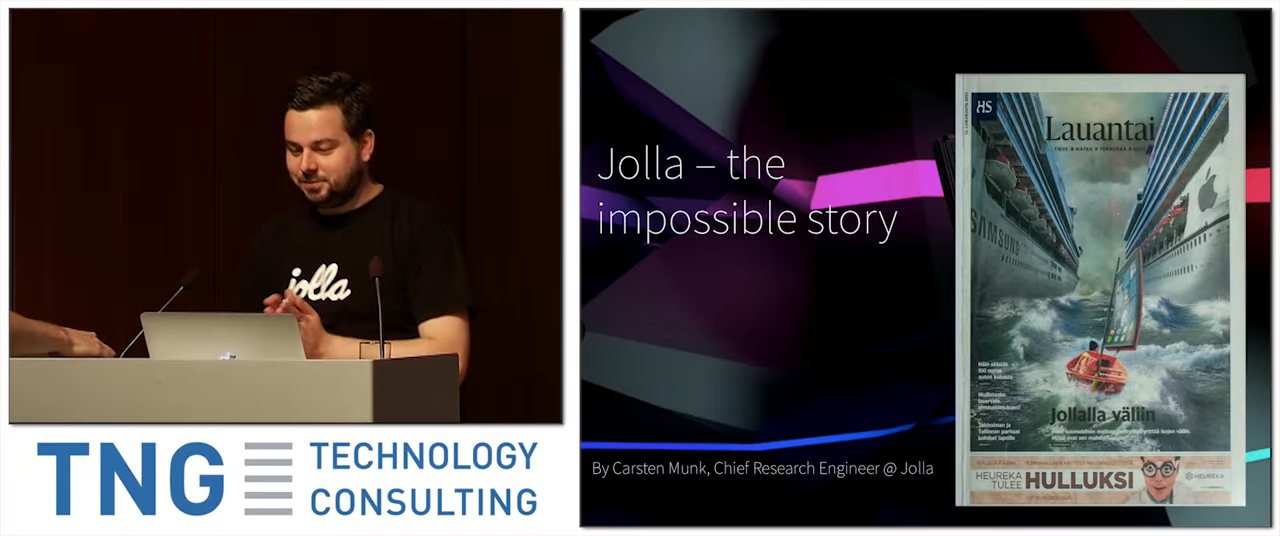 jolla
TNG
TECHNOLOGY
CONSULTING
Jolla – the
impossible story
By Carsten Munk, Chief Research Engineer @ Jolla
HS
Lauantai
SAMSUNG
Jollalla väliin
HEUREKA
TULEE
HULLUKSI
HEUREKA